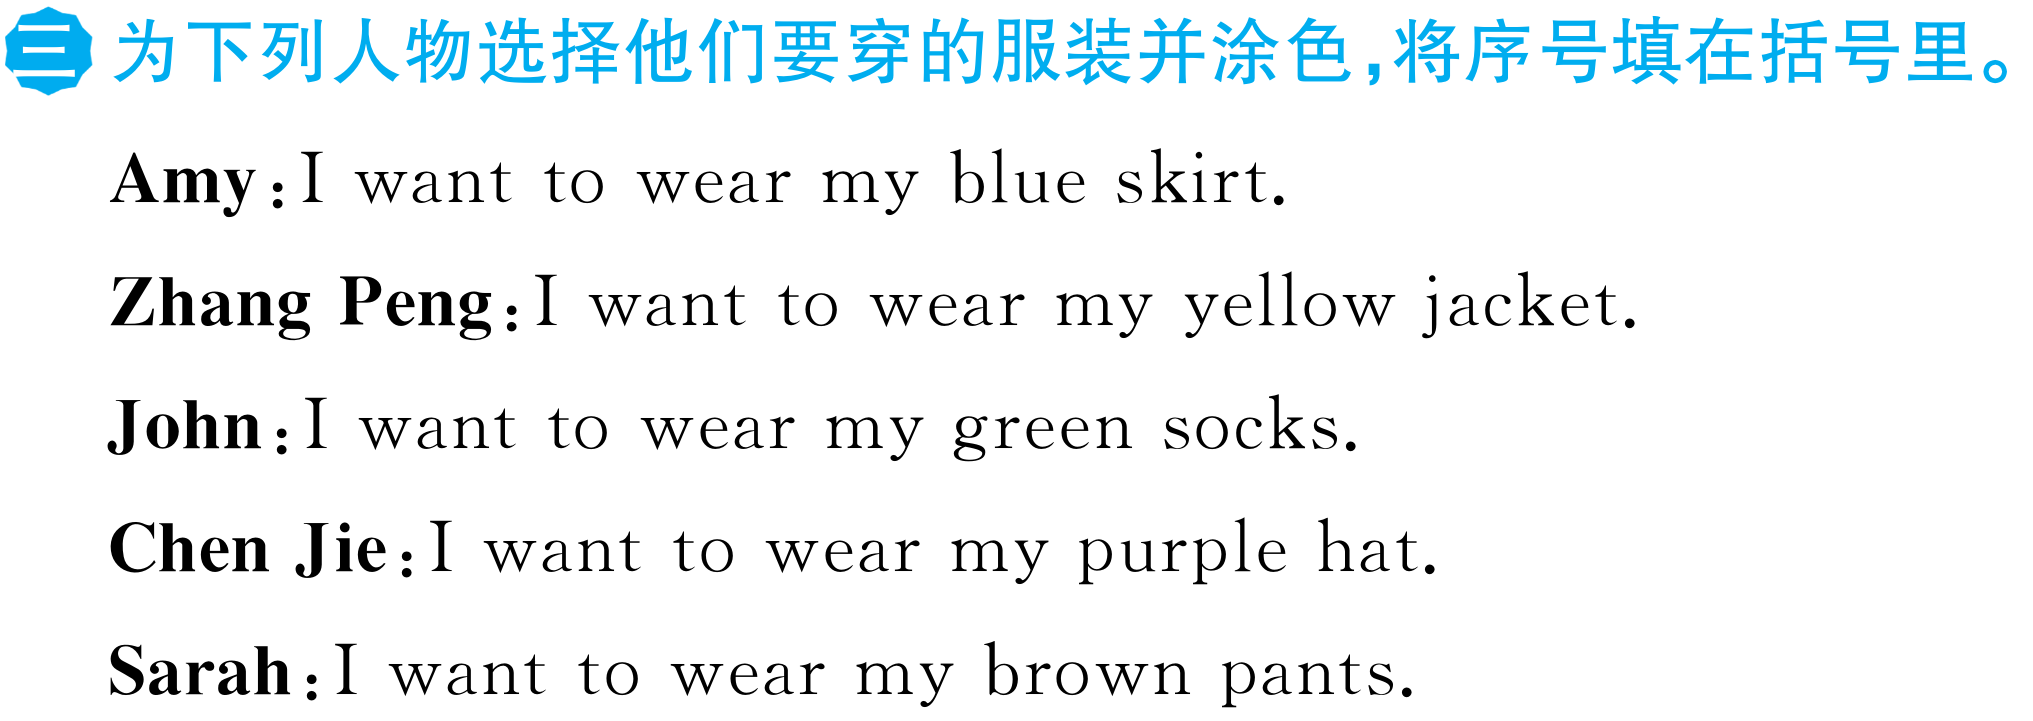 三 为下列人物选择他们要穿的服装并涂色,将序号填在括号里。
Amy:I want to wear my blue skirt.
Zhang Peng:I want to wear my yellow jacket.
John:I want to wear my green socks.
Chen Jie:I want to wear my purple hat.
Sarah:I want to wear my brown pants.